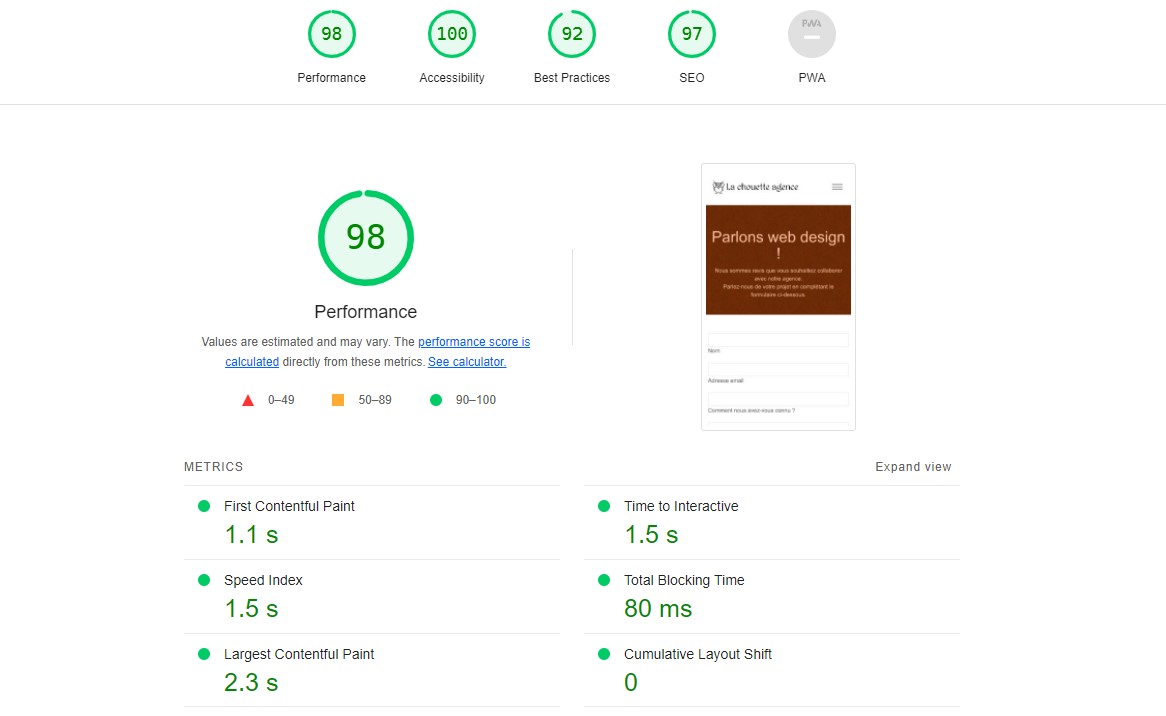 98
100
92
97
PWA
Performance
Accessibility
Best Practices
SEO
PWA
98
Performance
Values are estimated and may vary. The performance score is
calculated directly from these metrics. See calculator.
0–49
50–89
90–100
La chouette agence
Parlons web design
!
Nous sommes ravis que vous souhaitiez collaborer
avec notre agence.
Parlez-nous de votre projet en complétant le
formulaire ci-dessous.
Nom
Adresse email
Comment nous avez-vous connu ?
METRICS
Expand view
First Contentful Paint
1.1 s
Time to Interactive
1.5 s
Speed Index
1.5 s
Total Blocking Time
80 ms
Largest Contentful Paint
2.3 s
Cumulative Layout Shift
0